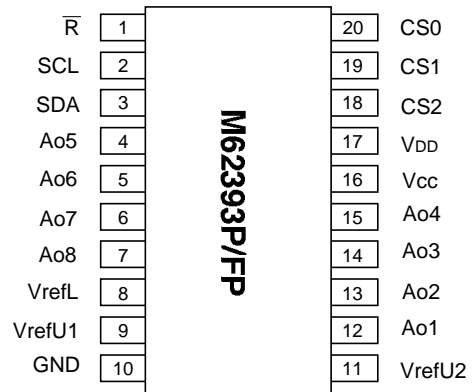 R̅ 1 20 CS0
SCL 2 19 CS1
SDA 3 18 CS2
Ao5 4 17 VDD
Ao6 5 16 Vcc
Ao7 6 15 Ao4
Ao8 7 14 Ao3
VrefL 8 13 Ao2
VrefU1 9 12 Ao1
GND 10 11 VrefU2
M62393P/FP